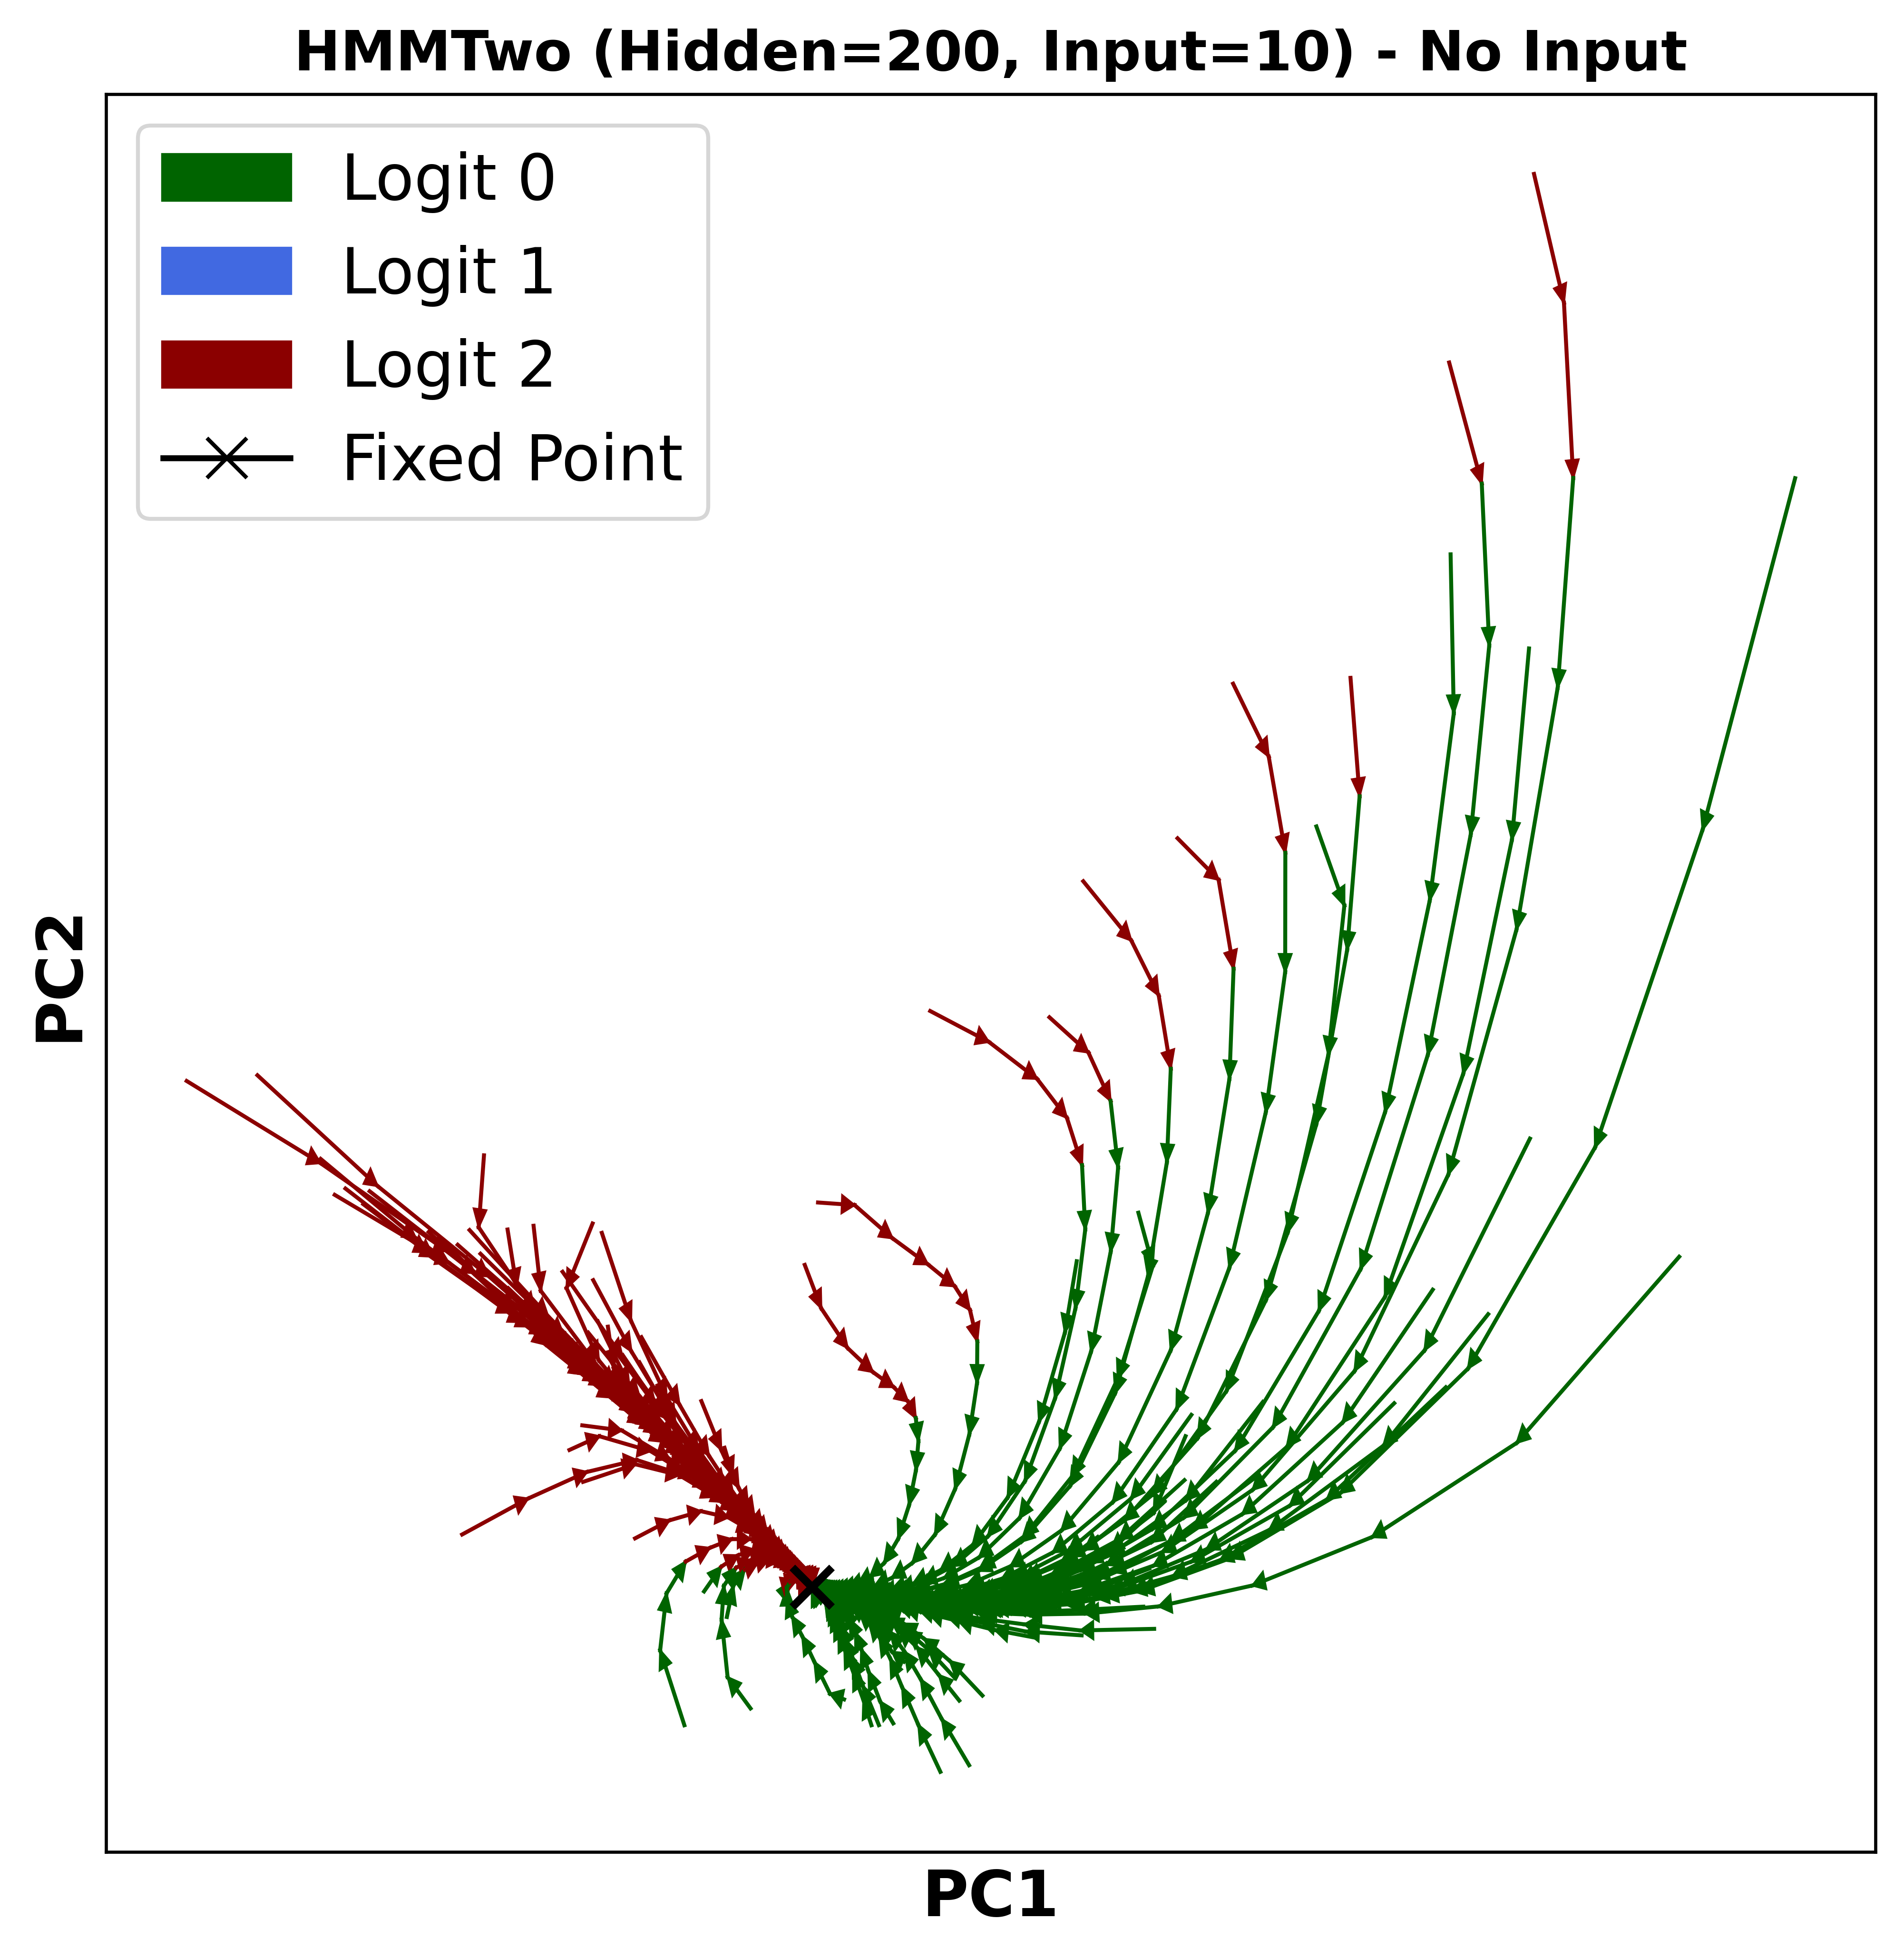 HMMTwo (Hidden=200, Input=10) - No Input
Logit 0
Logit 1
Logit 2
Fixed Point
PC2
PC1